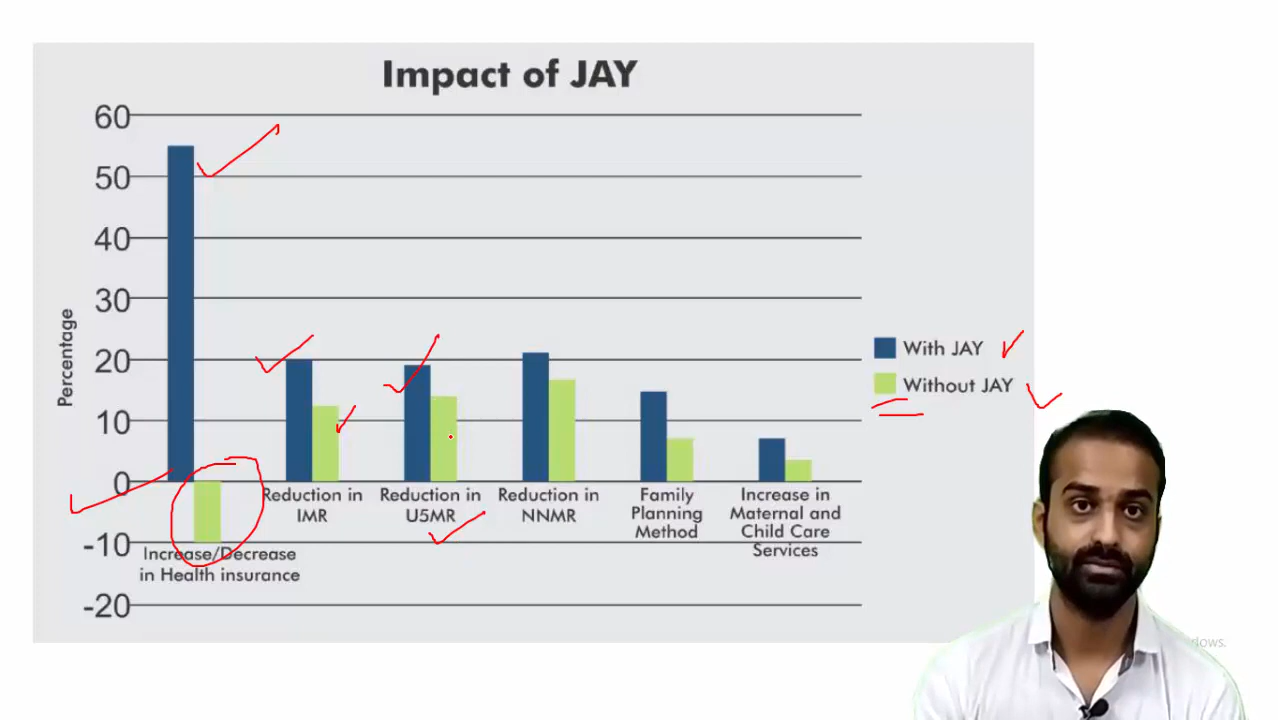 Impact of JAY
60
50
40
30
20
10
0
-10
-20
Percentage
Increase/Decrease
in Health insurance
Reduction in
IMR
Reduction in
U5MR
Reduction in
NNMR
Family
Planning
Method
Increase in
Maternal and
Child Care
Services
With JAY
Without JAY